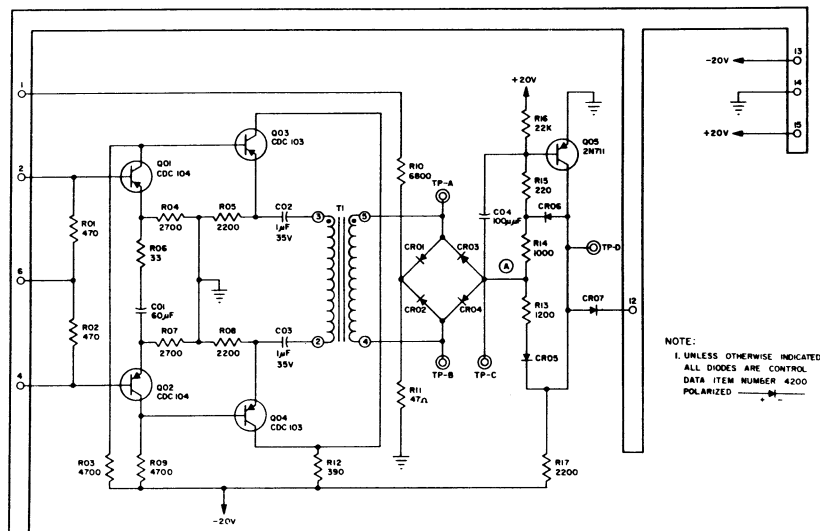 1
2
6
4
R01
470
R02
470
Q01
CDC 104
Q03
CDC 103
R04
2700
R05
2200
C02
1μF
35V
R06
33
C01
60μF
R07
2700
R08
2200
C03
1μF
35V
Q02
CDC 104
Q04
CDC 103
R03
4700
R09
4700
R12
390
-20V
T1
3
5
2
4
R10
6800
TP-A
CR01
CR03
CR02
CR04
TP-B
TP-C
R11
47Ω
+20V
R16
22K
Q05
2N711
R15
220
C04
100μμF
CR06
R14
1000
A
TP-D
R13
1200
CR05
CR07
12
R17
2200
-20V
13
14
+20V
15
NOTE:
1. UNLESS OTHERWISE INDICATED
ALL DIODES ARE CONTROL
DATA ITEM NUMBER 4200
POLARIZED
+ -